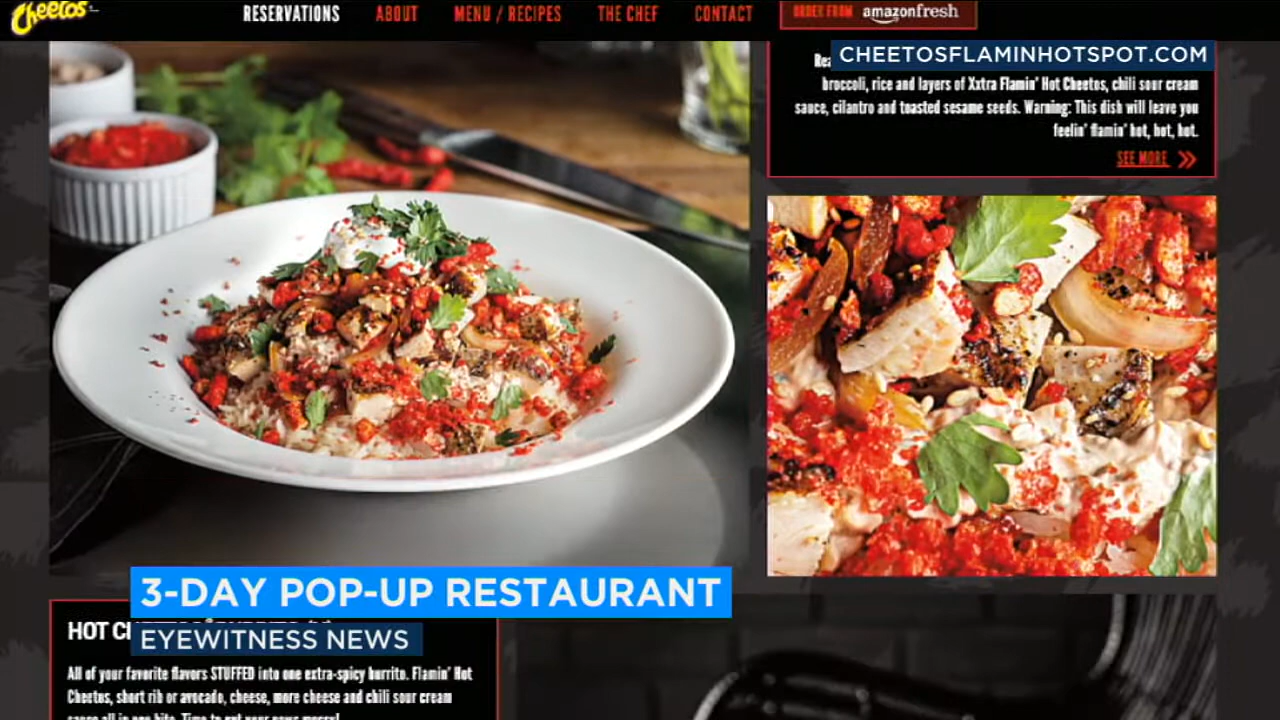 Cheetos
RESERVATIONS
ABOUT
MENU / RECIPES
THE CHEF
CONTACT
ORDER FROM amazonfresh
CHEETOSFLAMINHOTSPOT.COM
broccoli, rice and layers of Xxtra Flamin' Hot Cheetos, chili sour cream
sauce, cilantro and toasted sesame seeds. Warning: This dish will leave you
feelin' flamin' hot, hot, hot.
SEE MORE
3-DAY POP-UP RESTAURANT
HOT
EYEWITNESS NEWS
All of your favorite flavors STUFFED into one extra-spicy burrito. Flamin' Hot
Cheetos, short rib or avocado, cheese, more cheese and chili sour cream